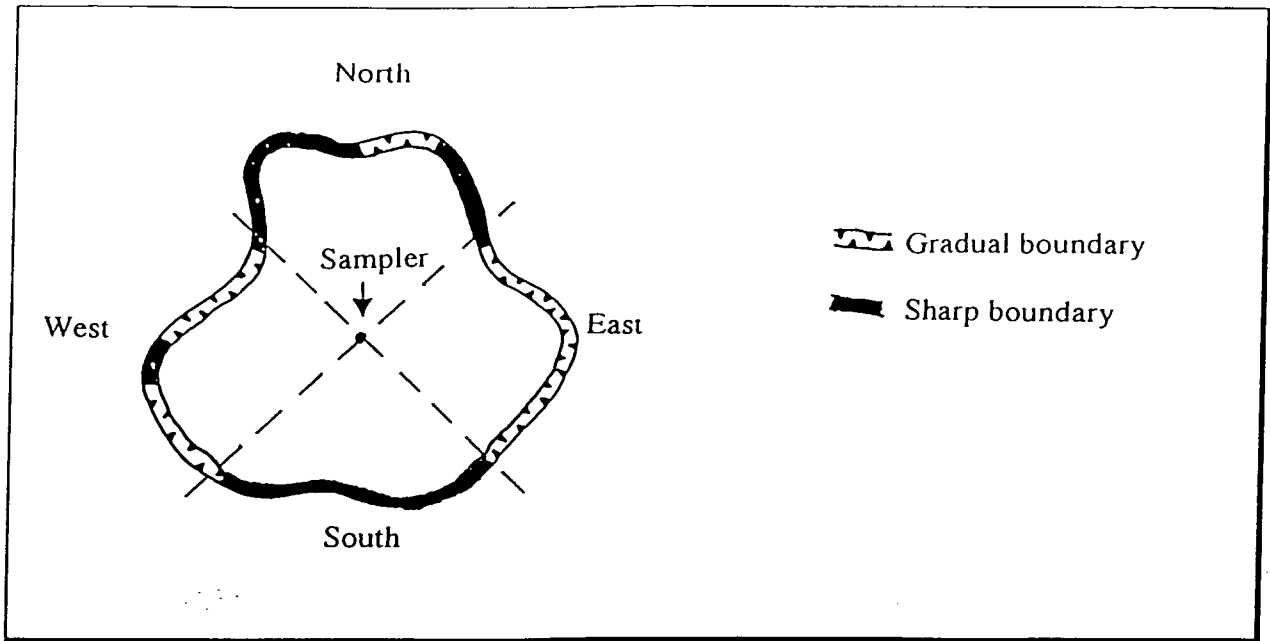 North
Sampler
West
East
South
Gradual boundary
Sharp boundary